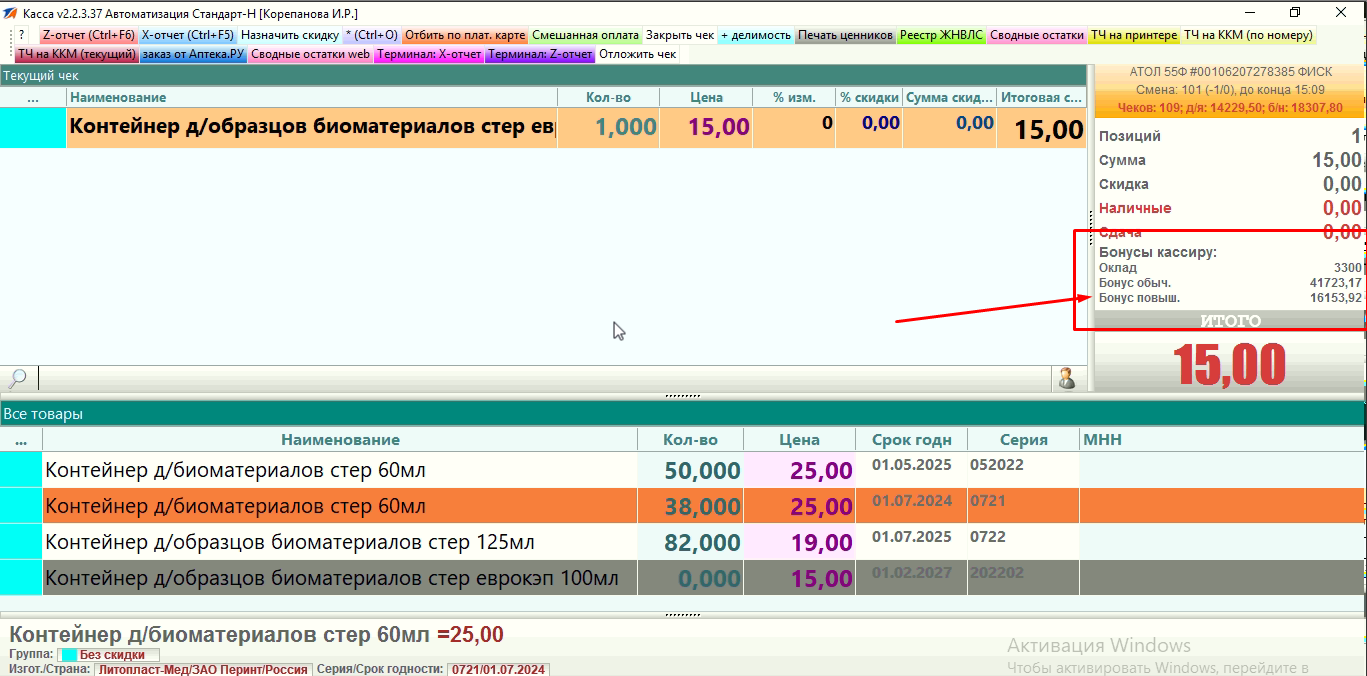 Касса v2.2.3.37 Автоматизация Стандарт-Н [Корепанова И.Р.]
? Z-отчет (Ctrl+F6) X-отчет (Ctrl+F5) Назначить скидку * (Ctrl+O) Отбить по плат. карте Смешанная оплата Закрыть чек + делимость Печать ценников Реестр ЖНВЛС Сводные остатки ТЧ на принтере ТЧ на ККМ (по номеру)
ТЧ на ККМ (текущий) заказ от Аптека.РУ Сводные остатки web Терминал: X-отчет Терминал: Z-отчет Отложить чек
Текущий чек
... Наименование Кол-во Цена % изм. % скидки Сумма скид... Итоговая с...
Контейнер д/образцов биоматериалов стер ев 1,000 15,00 0 0,00 0,00 15,00
АТОЛ 55Ф #00106207278385 ФИСК
Смена: 101 (-1/0), до конца 15:09
Чеков: 109; д/я: 14229,50; б/н: 18307,80
Позиций 1
Сумма 15,00
Скидка 0,00
Наличные 0,00
Сдача 0,00
Бонусы кассиру:
Оклад 3300
Бонус обыч. 41723,17
Бонус повыш. 16153,92
ИТОГО
15,00
Все товары
... Наименование Кол-во Цена Срок годн Серия МНН
Контейнер д/биоматериалов стер 60мл 50,000 25,00 01.05.2025 052022
Контейнер д/биоматериалов стер 60мл 38,000 25,00 01.07.2024 0721
Контейнер д/образцов биоматериалов стер 125мл 82,000 19,00 01.07.2025 0722
Контейнер д/образцов биоматериалов стер еврокэп 100мл 0,000 15,00 01.02.2027 202202
Контейнер д/биоматериалов стер 60мл =25,00
Группа: Без скидки
Изгот./Страна: Литопласт-Мед/ЗАО Перинт/Россия Серия/Срок годности: 0721/01.07.2024
Активация Windows
Чтобы активировать Windows, перейдите в